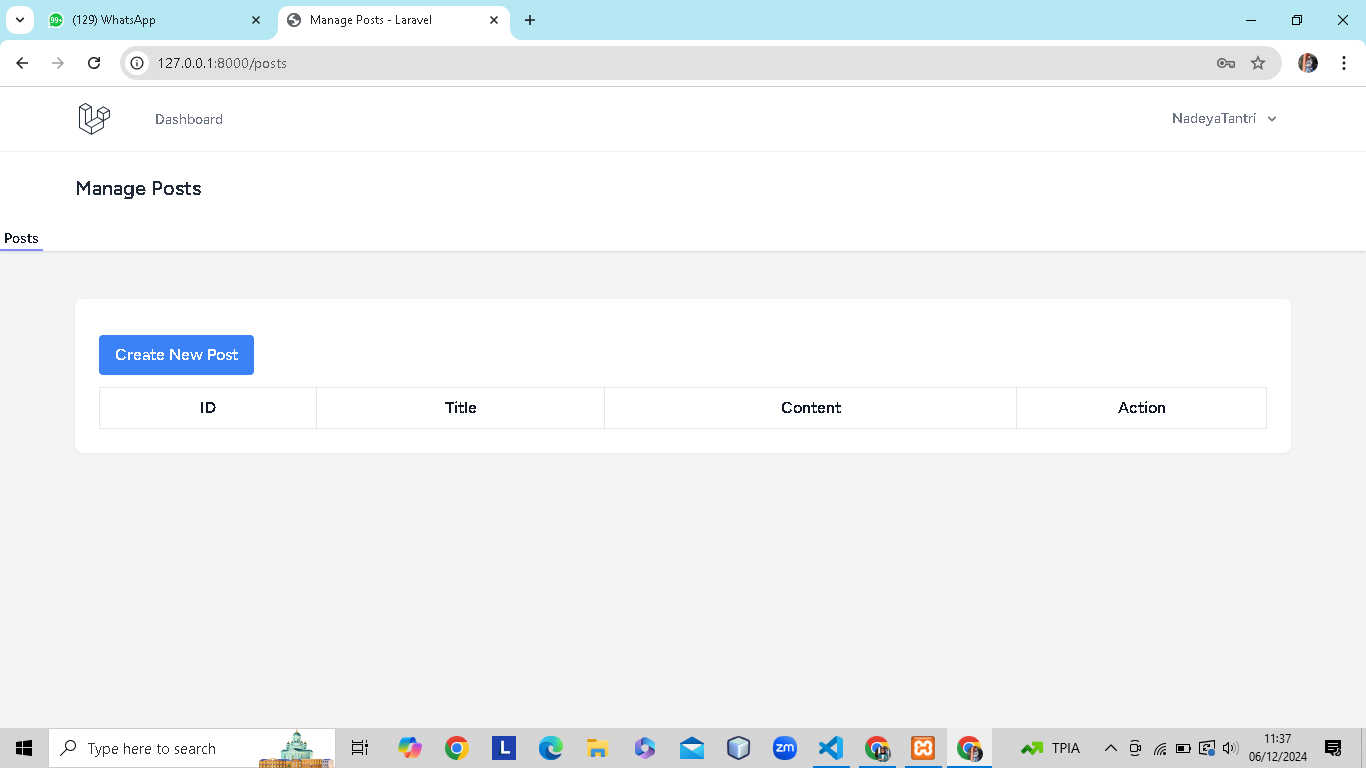 99+ (129) WhatsApp Manage Posts - Laravel
127.0.0.1:8000/posts
Dashboard NadeyaTantri
Manage Posts
Posts
Create New Post
ID Title Content Action
Type here to search L zm TPIA 11:37
06/12/2024